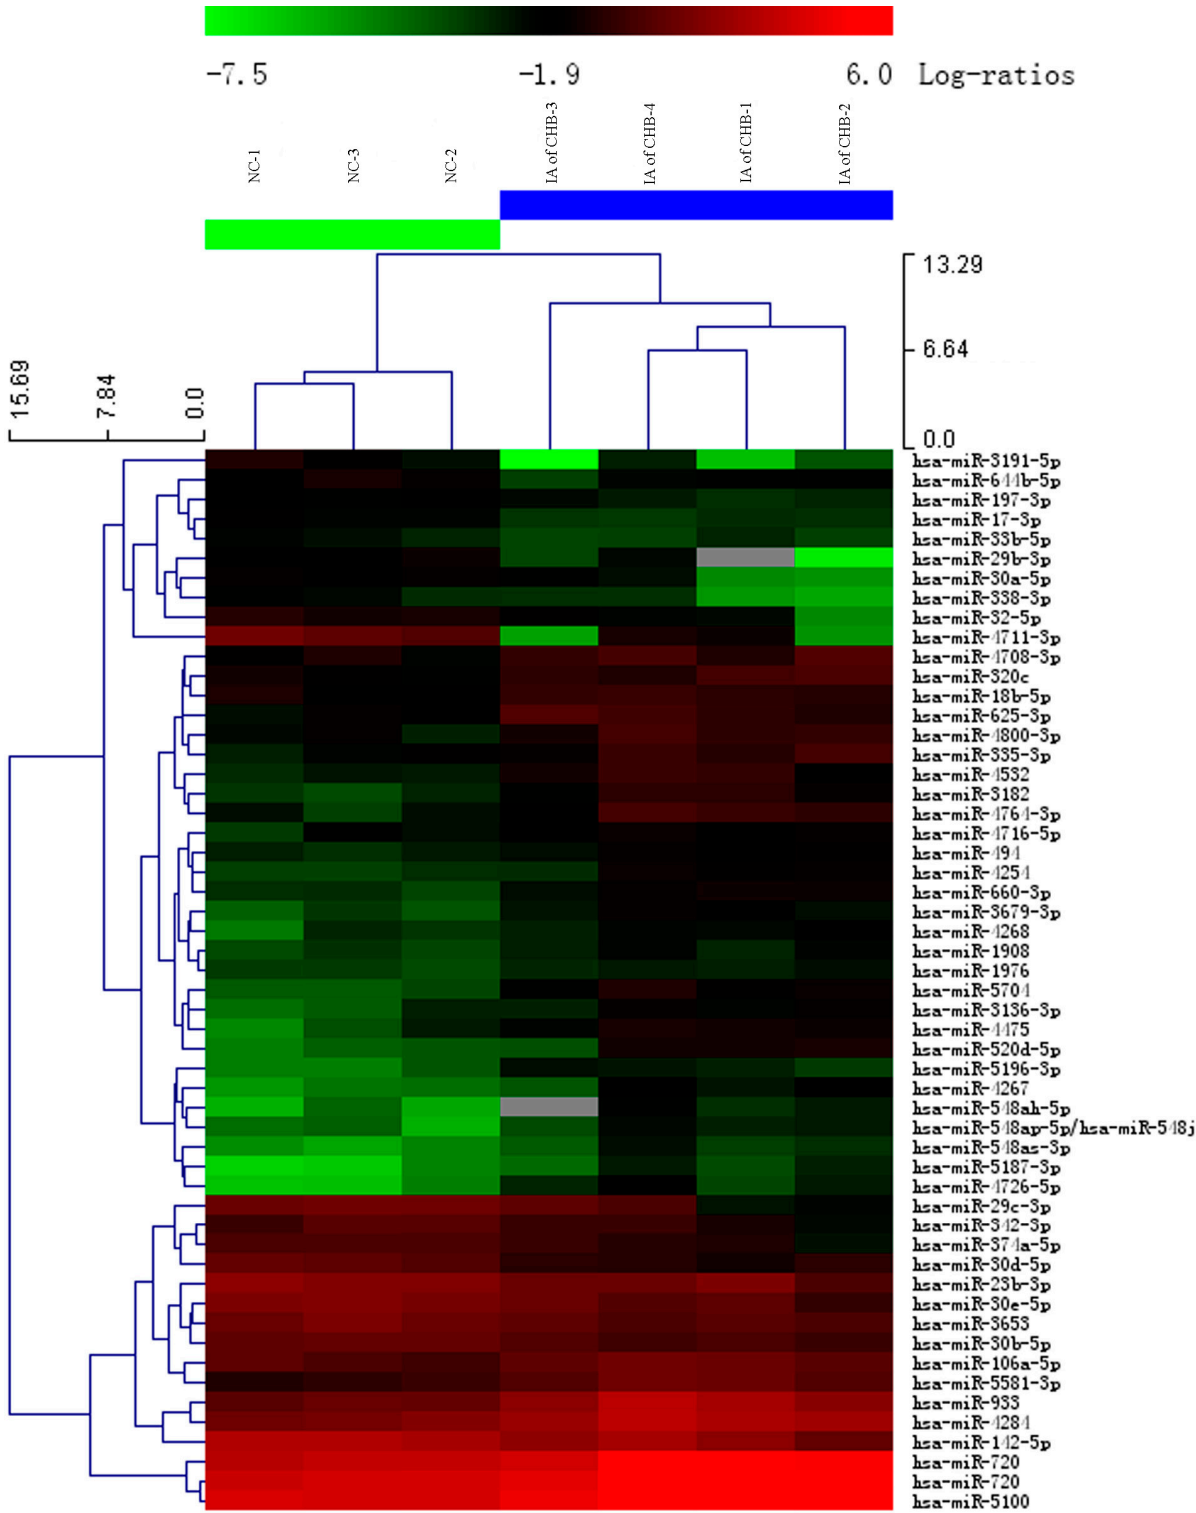 -7.5 -1.9 6.0 Log-ratios
NC-1 NC-3 NC-2 IA of CHB-3 IA of CHB-4 IA of CHB-1 IA of CHB-2
13.29
6.64
0.0
15.69 7.84 0.0
hsa-miR-3191-5p
hsa-miR-644b-5p
hsa-miR-197-3p
hsa-miR-17-3p
hsa-miR-33b-5p
hsa-miR-29b-3p
hsa-miR-30a-5p
hsa-miR-338-3p
hsa-miR-32-5p
hsa-miR-4711-3p
hsa-miR-4708-3p
hsa-miR-320c
hsa-miR-18b-5p
hsa-miR-625-3p
hsa-miR-4800-3p
hsa-miR-335-3p
hsa-miR-4532
hsa-miR-3182
hsa-miR-4764-3p
hsa-miR-4716-5p
hsa-miR-494
hsa-miR-4254
hsa-miR-660-3p
hsa-miR-3679-3p
hsa-miR-4268
hsa-miR-1908
hsa-miR-1976
hsa-miR-5704
hsa-miR-3136-3p
hsa-miR-4475
hsa-miR-520d-5p
hsa-miR-5196-3p
hsa-miR-4267
hsa-miR-548ah-5p
hsa-miR-548ap-5p/hsa-miR-548j
hsa-miR-548as-3p
hsa-miR-5187-3p
hsa-miR-4726-5p
hsa-miR-29c-3p
hsa-miR-342-3p
hsa-miR-374a-5p
hsa-miR-30d-5p
hsa-miR-23b-3p
hsa-miR-30e-5p
hsa-miR-3653
hsa-miR-30b-5p
hsa-miR-106a-5p
hsa-miR-5581-3p
hsa-miR-933
hsa-miR-4284
hsa-miR-142-5p
hsa-miR-720
hsa-miR-720
hsa-miR-5100